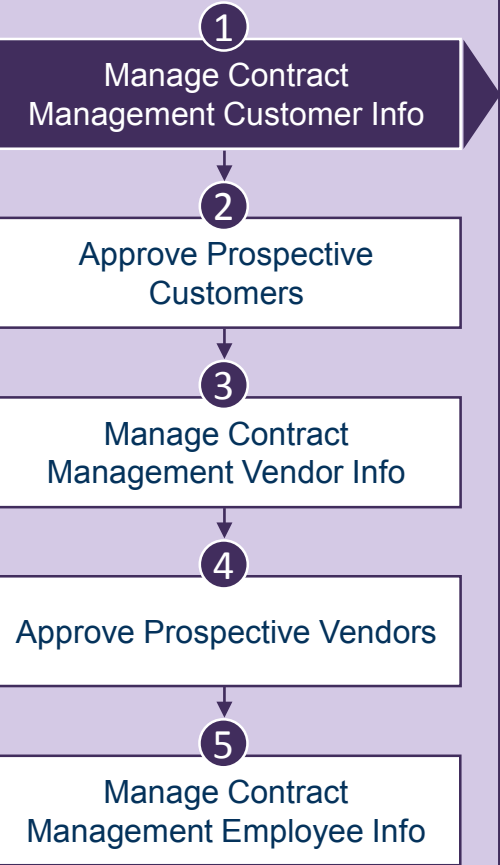 1
Manage Contract
Management Customer Info
2
Approve Prospective
Customers
3
Manage Contract
Management Vendor Info
4
Approve Prospective Vendors
5
Manage Contract
Management Employee Info